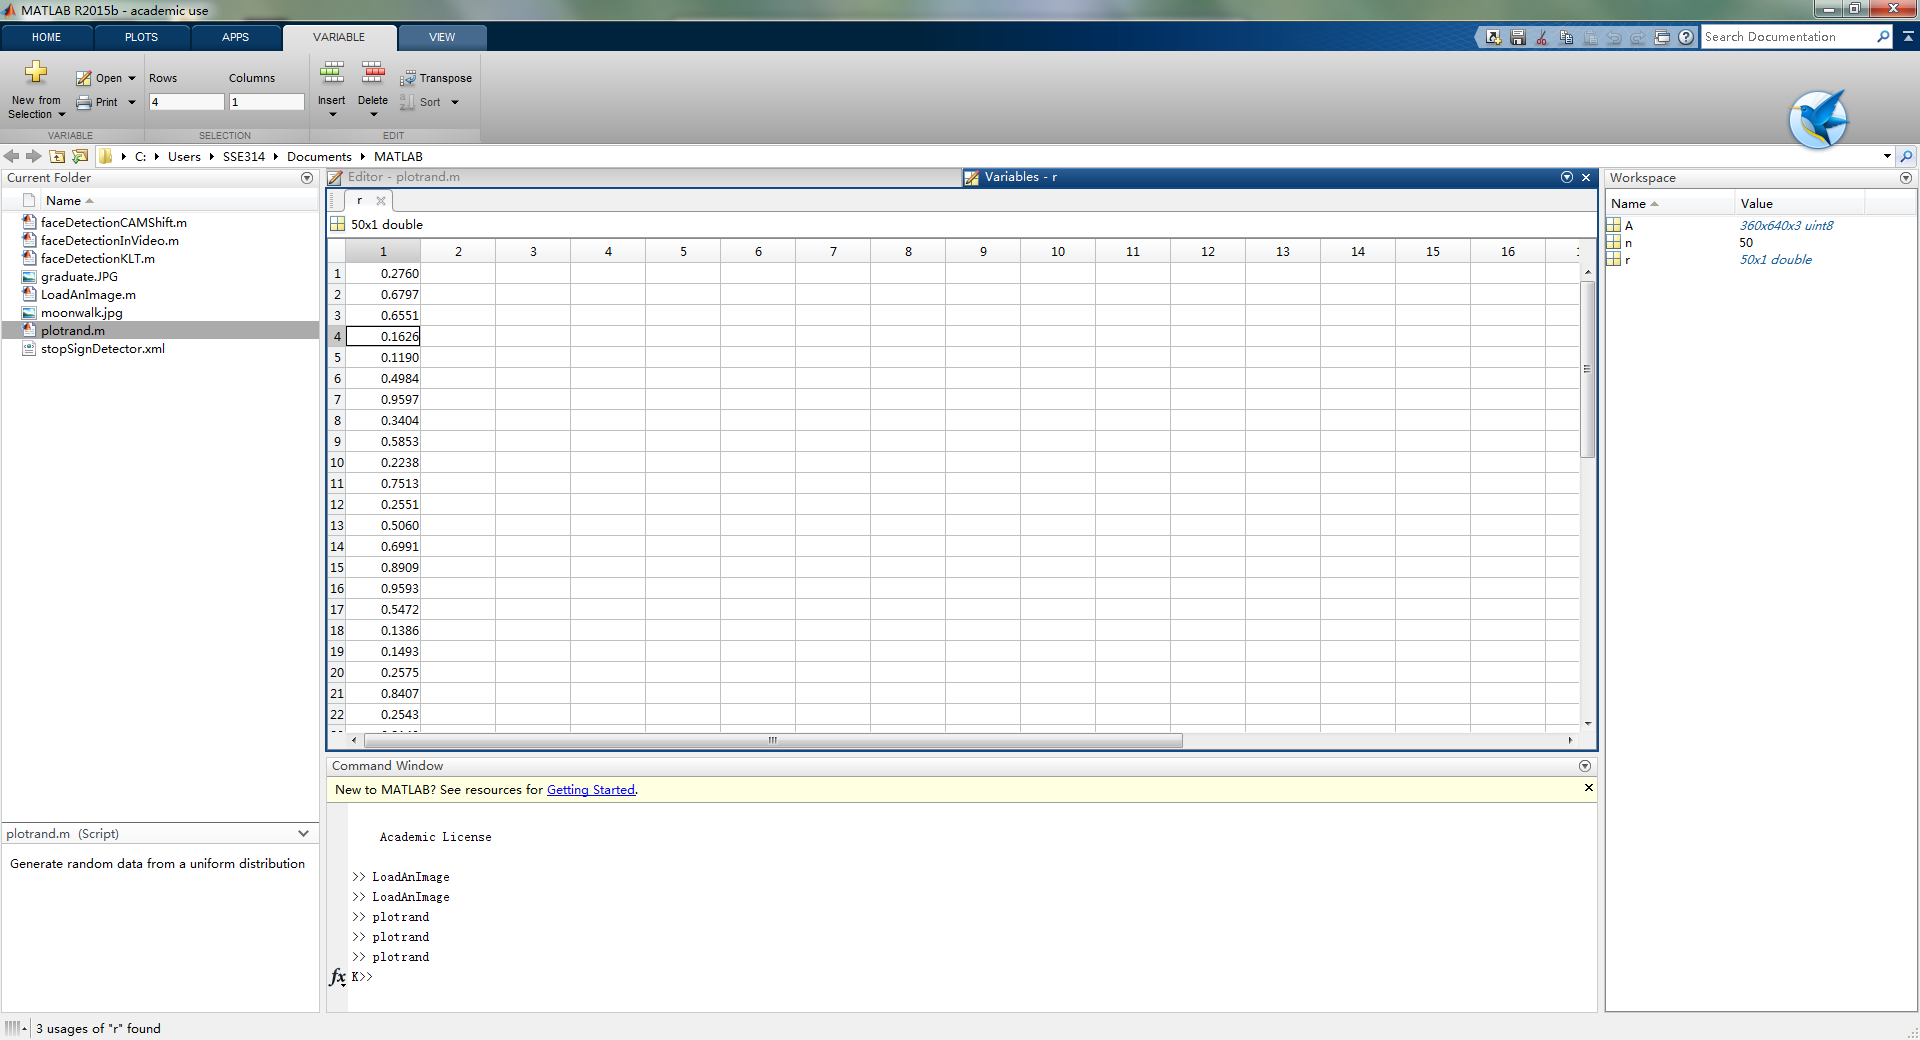 MATLAB R2015b - academic use
HOME PLOTS APPS VARIABLE VIEW
Search Documentation
New from Selection
Open
Print
Rows Columns
4 1
Insert
Delete
Transpose
Sort
VARIABLE SELECTION EDIT
C: Users SSE314 Documents MATLAB
Current Folder
Name
faceDetectionCAMShift.m
faceDetectionInVideo.m
faceDetectionKLT.m
graduate.JPG
LoadAnImage.m
moonwalk.jpg
plotrand.m
stopSignDetector.xml
plotrand.m (Script)
Generate random data from a uniform distribution
Editor - plotrand.m
Variables - r
r
50x1 double
1 2 3 4 5 6 7 8 9 10 11 12 13 14 15 16
1 0.2760
2 0.6797
3 0.6551
4 0.1626
5 0.1190
6 0.4984
7 0.9597
8 0.3404
9 0.5853
10 0.2238
11 0.7513
12 0.2551
13 0.5060
14 0.6991
15 0.8909
16 0.9593
17 0.5472
18 0.1386
19 0.1493
20 0.2575
21 0.8407
22 0.2543
Command Window
New to MATLAB? See resources for Getting Started.
Academic License
>> LoadAnImage
>> LoadAnImage
>> plotrand
>> plotrand
>> plotrand
fx K>>
Workspace
Name Value
A 360x640x3 uint8
n 50
r 50x1 double
3 usages of "r" found